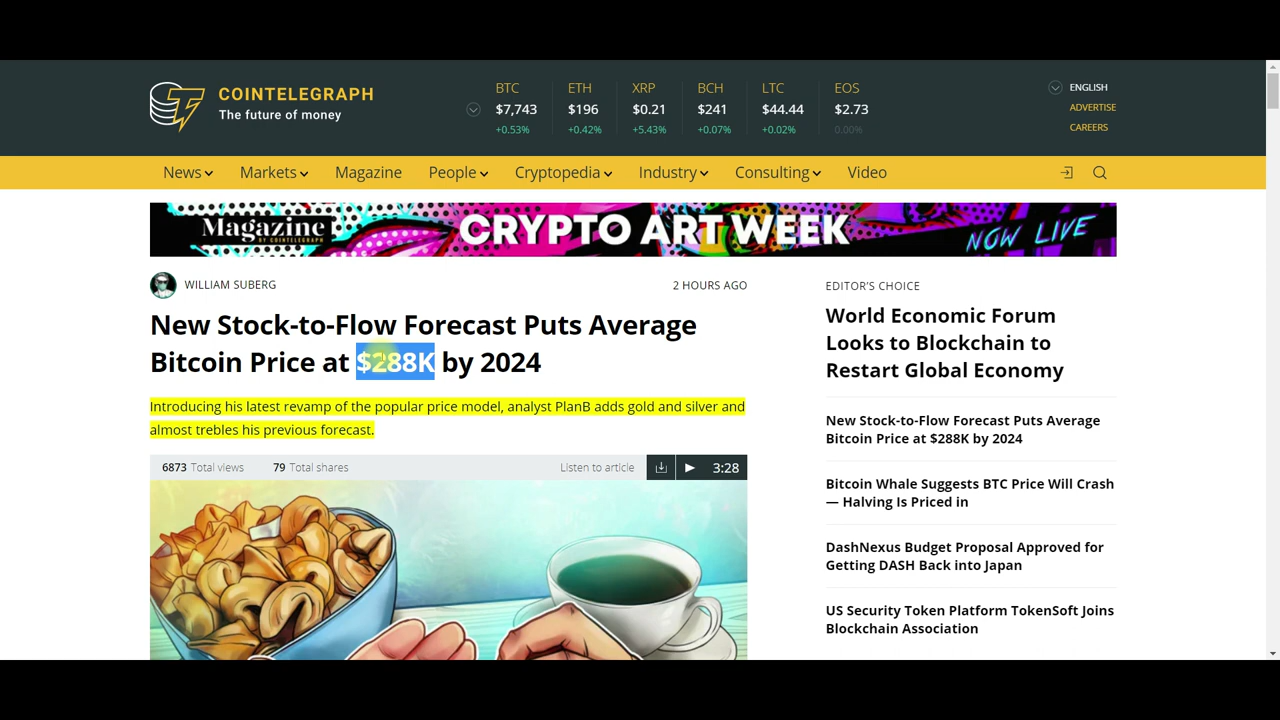 COINTELEGRAPH
The future of money
BTC ETH XRP BCH LTC EOS
$7,743 $196 $0.21 $241 $44.44 $2.73
+0.53% +0.42% +5.43% +0.07% +0.02% 0.00%
ENGLISH
ADVERTISE
CAREERS
News Markets Magazine People Cryptopedia Industry Consulting Video
Magazine
BY COINTELEGRAPH
CRYPTO ART WEEK
NOW LIVE
WILLIAM SUBERG
2 HOURS AGO
New Stock-to-Flow Forecast Puts Average
Bitcoin Price at $288K by 2024
Introducing his latest revamp of the popular price model, analyst PlanB adds gold and silver and
almost trebles his previous forecast.
6873 Total views 79 Total shares Listen to article 3:28
EDITOR'S CHOICE
World Economic Forum
Looks to Blockchain to
Restart Global Economy
New Stock-to-Flow Forecast Puts Average
Bitcoin Price at $288K by 2024
Bitcoin Whale Suggests BTC Price Will Crash
— Halving Is Priced in
DashNexus Budget Proposal Approved for
Getting DASH Back into Japan
US Security Token Platform TokenSoft Joins
Blockchain Association